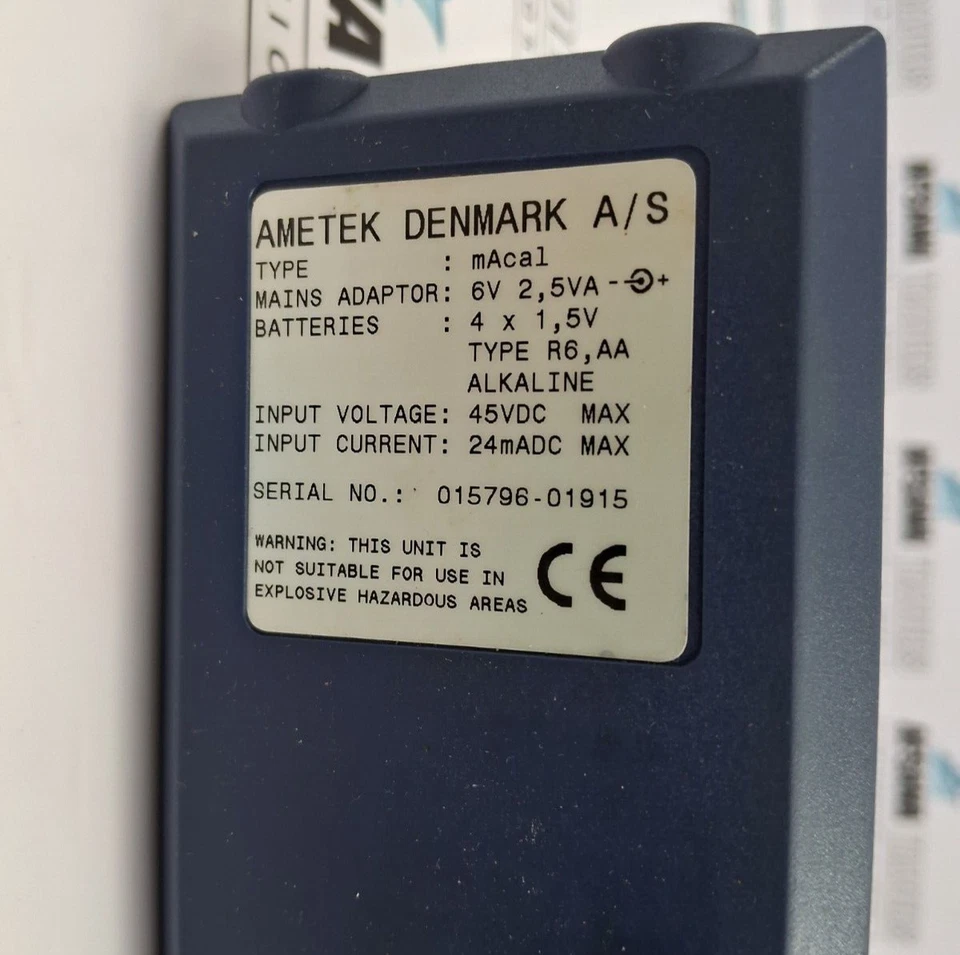 AMETEK DENMARK A/S
TYPE : mAcal
MAINS ADAPTOR: 6V 2,5VA - +
BATTERIES : 4 x 1,5V
TYPE R6,AA
ALKALINE
INPUT VOLTAGE: 45VDC MAX
INPUT CURRENT: 24mADC MAX
SERIAL NO.: 015796-01915
WARNING: THIS UNIT IS
NOT SUITABLE FOR USE IN
EXPLOSIVE HAZARDOUS AREAS
CE